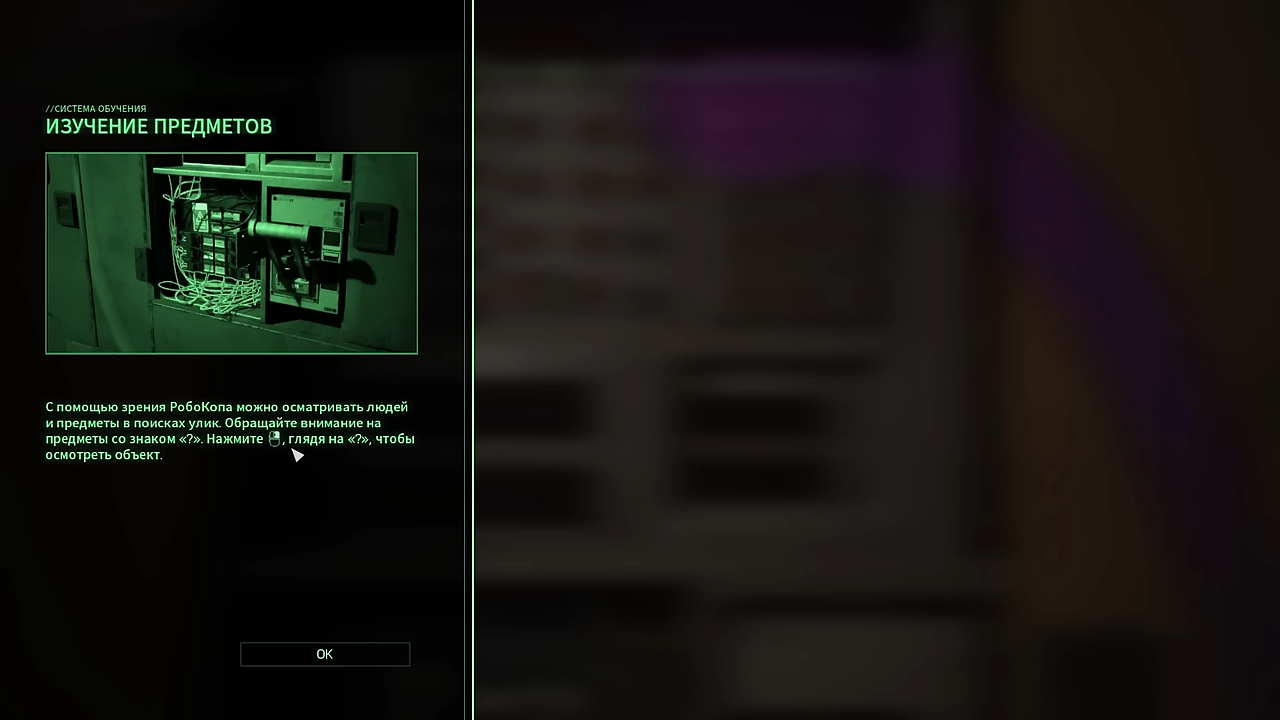 //СИСТЕМА ОБУЧЕНИЯ
ИЗУЧЕНИЕ ПРЕДМЕТОВ
С помощью зрения РобоКопа можно осматривать людей
и предметы в поисках улик. Обращайте внимание на
предметы со знаком «?». Нажмите , глядя на «?», чтобы
осмотреть объект.
OK